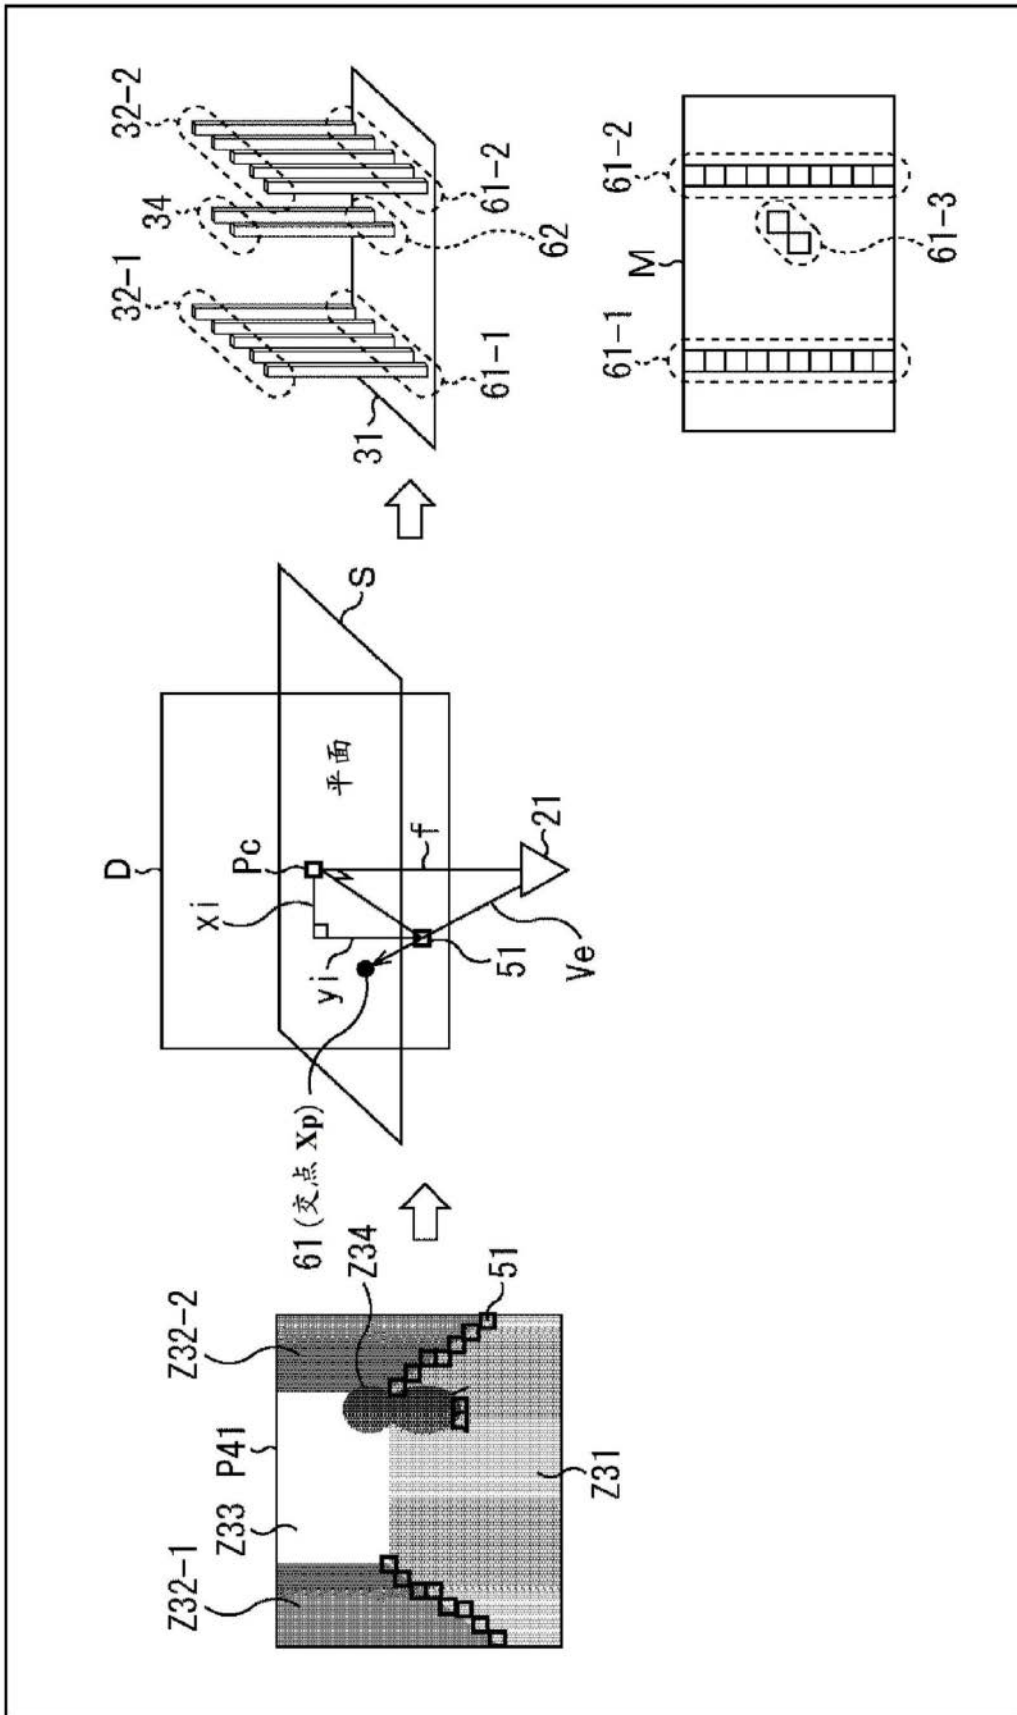 Z32-1
Z33
P41
Z32-2
Z34
51
Z31
61 (交点 Xp)
D
xi
yi
Pc
平面
S
f
51
Ve
21
32-1
34
32-2
31
61-1
62
61-2
M
61-1
61-2
61-3